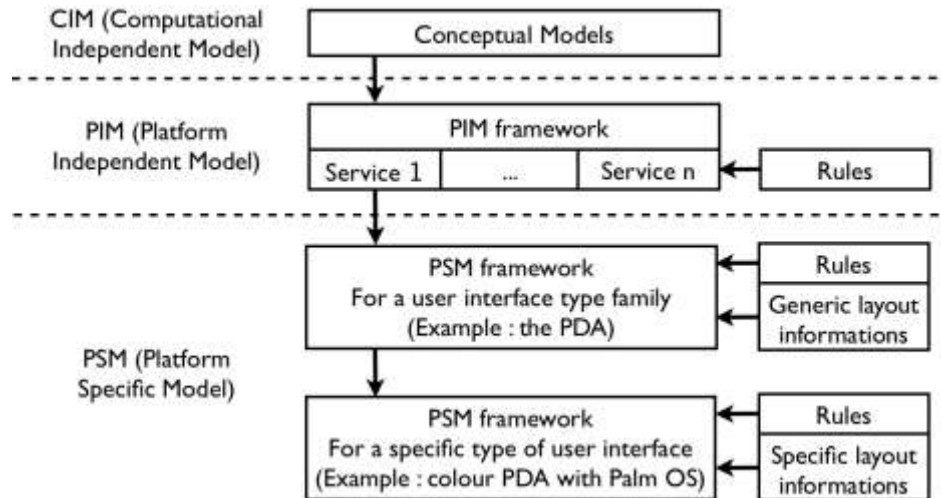 CIM (Computational
Independent Model)
Conceptual Models
PIM (Platform
Independent Model)
PIM framework
Service 1
...
Service n
Rules
PSM (Platform
Specific Model)
PSM framework
For a user interface type family
(Example : the PDA)
Rules
Generic layout
informations
PSM framework
For a specific type of user interface
(Example : colour PDA with Palm OS)
Rules
Specific layout
informations